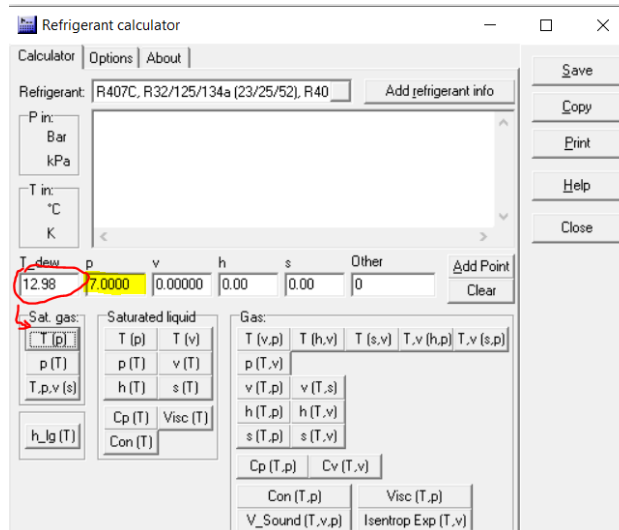 Refrigerant calculator
Calculator Options About
Refrigerant: R407C, R32/125/134a (23/25/52), R40 Add refrigerant info
Save
Copy
Print
Help
Close
P in:
Bar
kPa
T in:
°C
K
T_dew p v h s Other Add Point
12.98 7.0000 0.00000 0.00 0.00 0 Clear
Sat. gas: Saturated liquid Gas:
T (p) T (p) T (v) T (v,p) T (h,v) T (s,v) T,v (h,p) T,v (s,p)
p (T) p (T) v (T) p (T,v)
T,p,v (s) h (T) s (T) v (T,p) v (T,s)
h (T,p) h (T,v)
h_lg (T) Cp (T) Visc (T) s (T,p) s (T,v)
Con (T)
Cp (T,p) Cv (T,v)
Con (T,p) Visc (T,p)
V_Sound (T,v,p) Isentrop Exp (T,v)